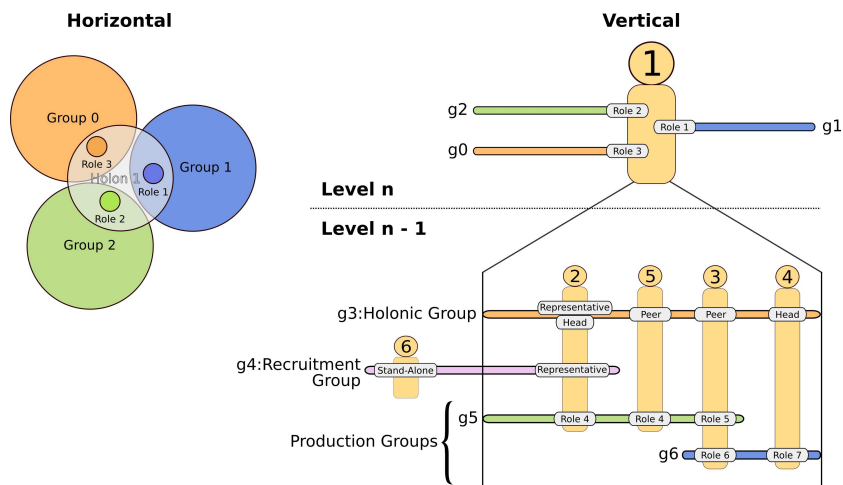 Horizontal
Group 0
Role 3
Holon 1
Group 1
Role 1
Role 2
Group 2
Vertical
1
g2
Role 2
Role 1
g1
g0
Role 3
Level n
Level n - 1
2
5
3
4
g3:Holonic Group
Representative
Head
Peer
Peer
Head
6
g4:Recruitment
Group
Stand-Alone
Representative
Production Groups
g5
Role 4
Role 4
Role 5
g6
Role 6
Role 7